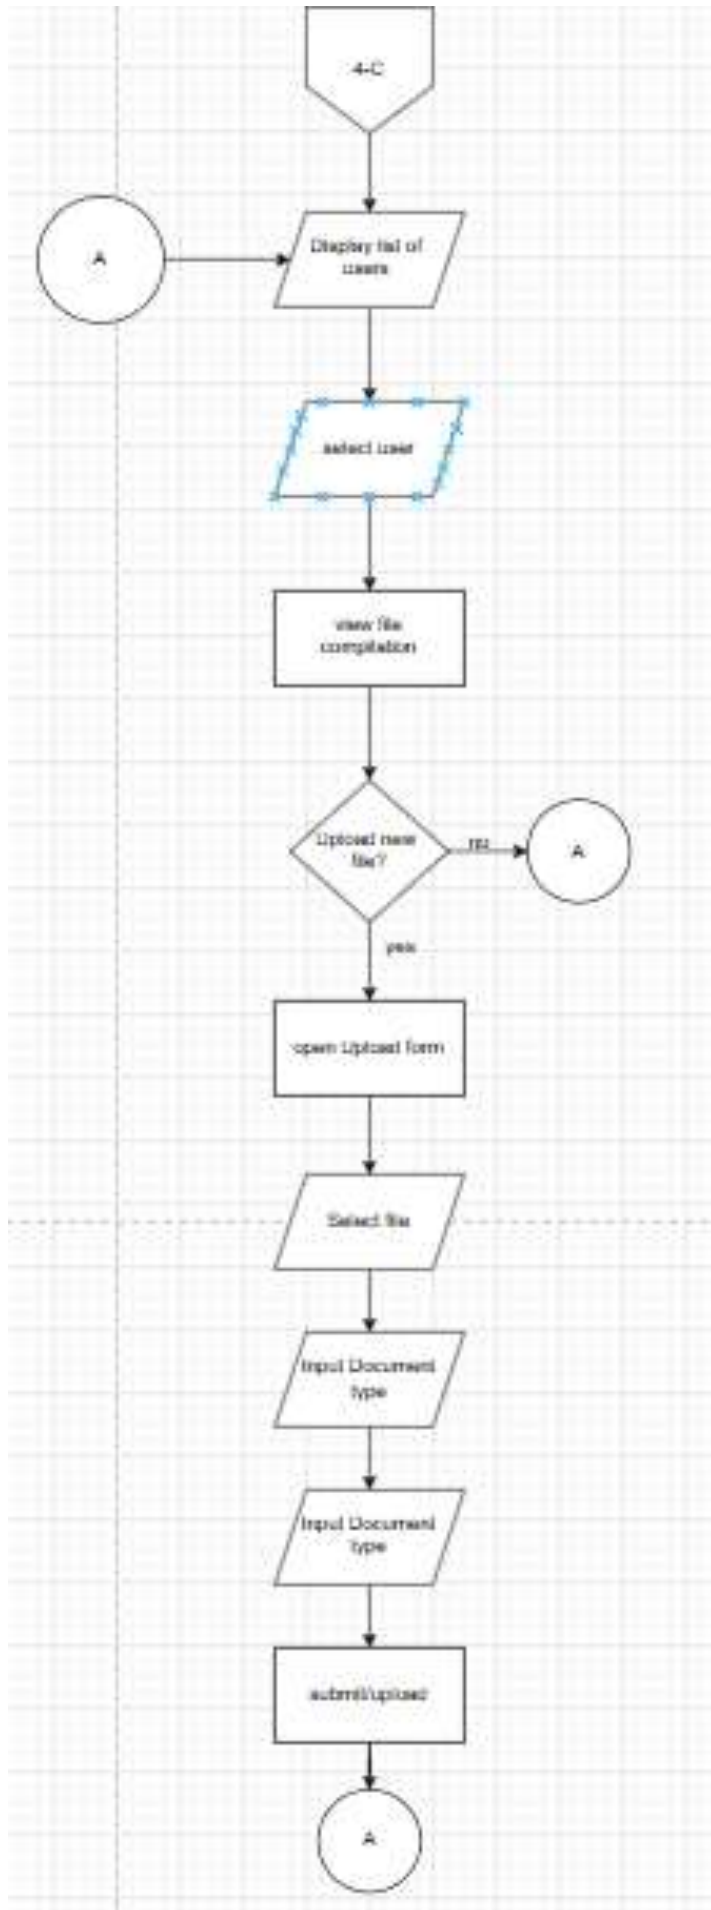 4-C
A
Display list of
users
select user
view file
compilation
Upload new
file?
no
A
yes
open Upload form
Select file
Input Document
type
Input Document
type
submit/upload
A